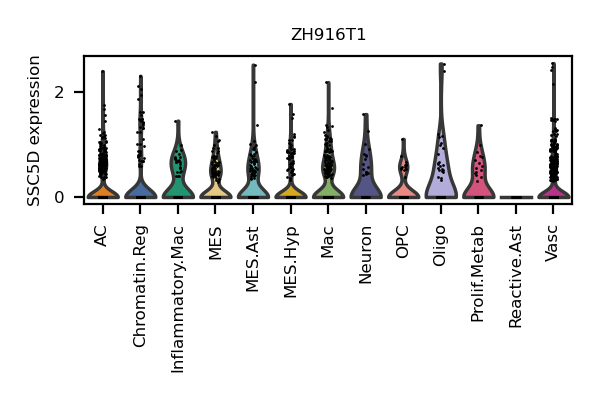 ZH916T1
SSC5D expression
2
0
AC
Chromatin.Reg
Inflammatory.Mac
MES
MES.Ast
MES.Hyp
Mac
Neuron
OPC
Oligo
Prolif.Metab
Reactive.Ast
Vasc